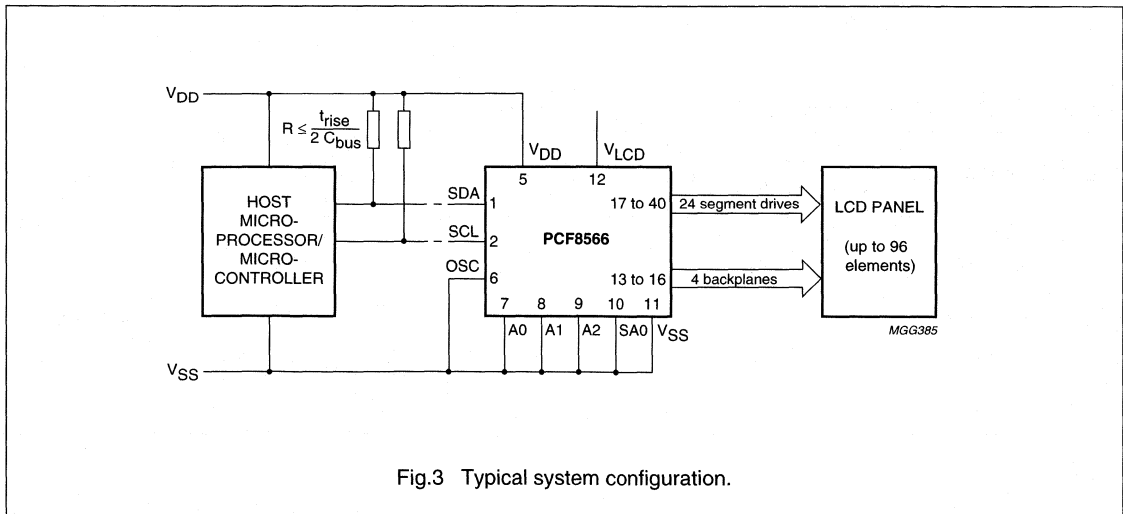 VDD
R ≤ trise
2 Cbus
VDD
VLCD
5
12
HOST
MICRO-
PROCESSOR/
MICRO-
CONTROLLER
SDA
1
SCL
2
OSC
6
PCF8566
17 to 40
13 to 16
24 segment drives
4 backplanes
LCD PANEL
(up to 96
elements)
7 8 9 10 11
A0 A1 A2 SA0 VSS
MGG385
VSS
Fig.3 Typical system configuration.